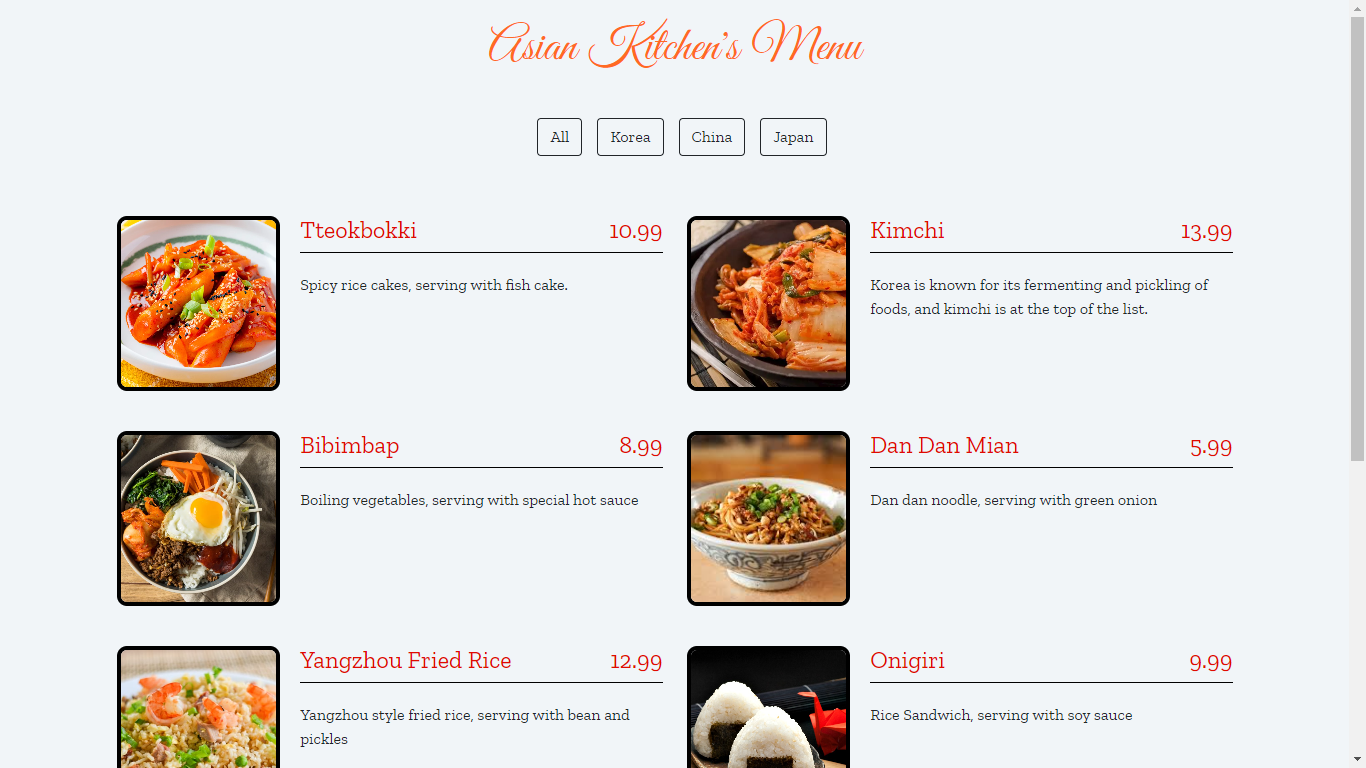 Asian Kitchen's Menu
All
Korea
China
Japan
Tteokbokki 10.99
Spicy rice cakes, serving with fish cake.
Kimchi 13.99
Korea is known for its fermenting and pickling of
foods, and kimchi is at the top of the list.
Bibimbap 8.99
Boiling vegetables, serving with special hot sauce
Dan Dan Mian 5.99
Dan dan noodle, serving with green onion
Yangzhou Fried Rice 12.99
Yangzhou style fried rice, serving with bean and
pickles
Onigiri 9.99
Rice Sandwich, serving with soy sauce